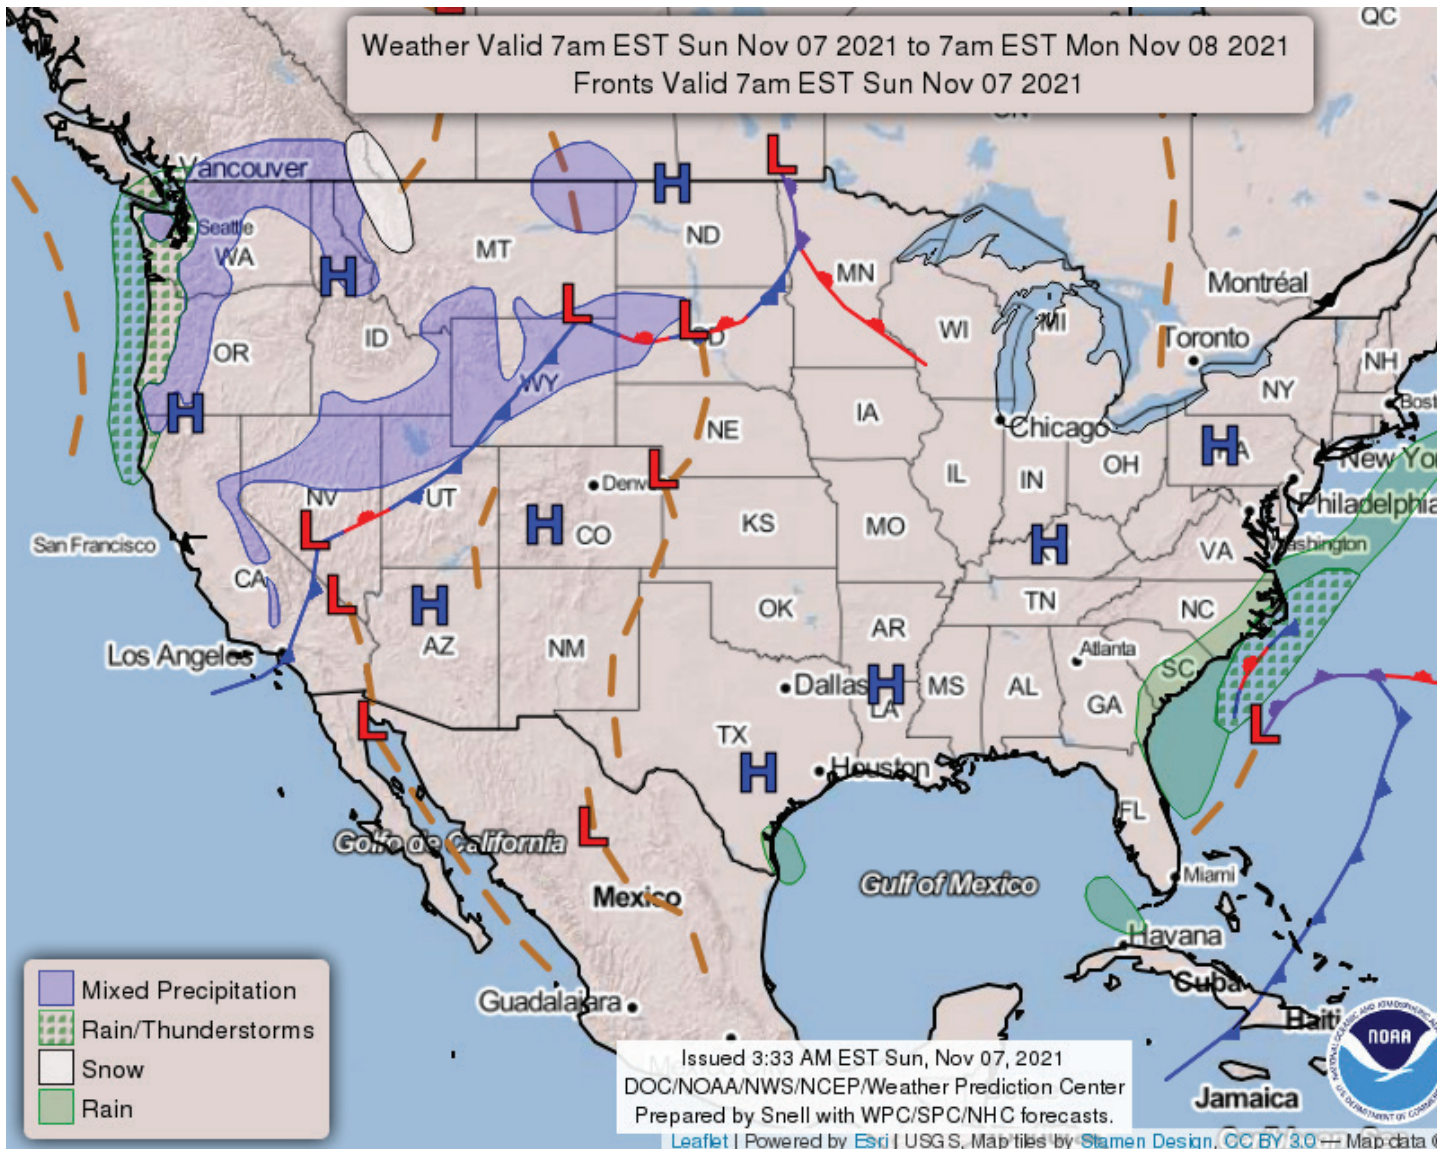 L
QC
Weather Valid 7am EST Sun Nov 07 2021 to 7am EST Mon Nov 08 2021
Fronts Valid 7am EST Sun Nov 07 2021
L
Vancouver
H
Seattle
WA
MT
ND
H
MN
Montréal
L
L
SD
WI
MI
Toronto
ID
OR
WY
NH
NY
H
IA
Bost
NE
Chicago
H
PA
New Yo
L
OH
IL
IN
Denv
NV
UT
Philadelphia
H
CO
KS
MO
San Francisco
L
H
VA
Washington
CA
L
H
OK
TN
NC
AZ
NM
AR
Atlanta
Los Angeles
SC
Dallas
H
MS
AL
LA
GA
L
TX
L
H
Houston
FL
L
Golfo de California
Miami
Mexico
Gulf of Mexico
Havana
Cuba
Guadalajara
Haiti
NOAA
Mixed Precipitation
Rain/Thunderstorms
Snow
Rain
Issued 3:33 AM EST Sun, Nov 07, 2021
DOC/NOAA/NWS/NCEP/Weather Prediction Center
Prepared by Snell with WPC/SPC/NHC forecasts.
Jamaica
Leaflet | Powered by Esri | USGS, Map tiles by Stamen Design, CC BY 3.0 — Map data ©